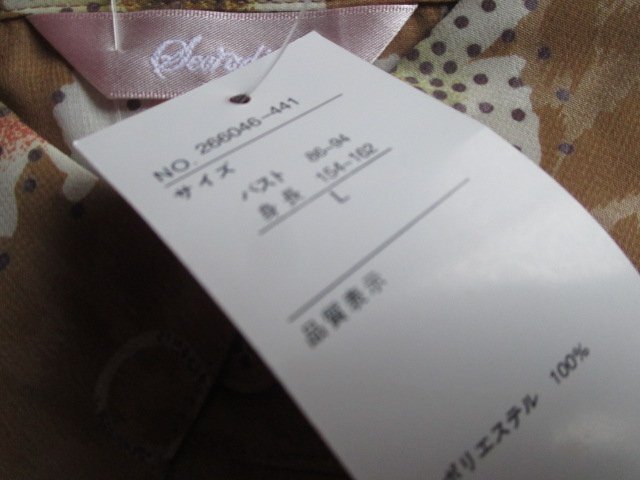 NO 266046-441
サイズ
バスト 86-94
身長 154-162
L
品質表示
ポリエステル 100%